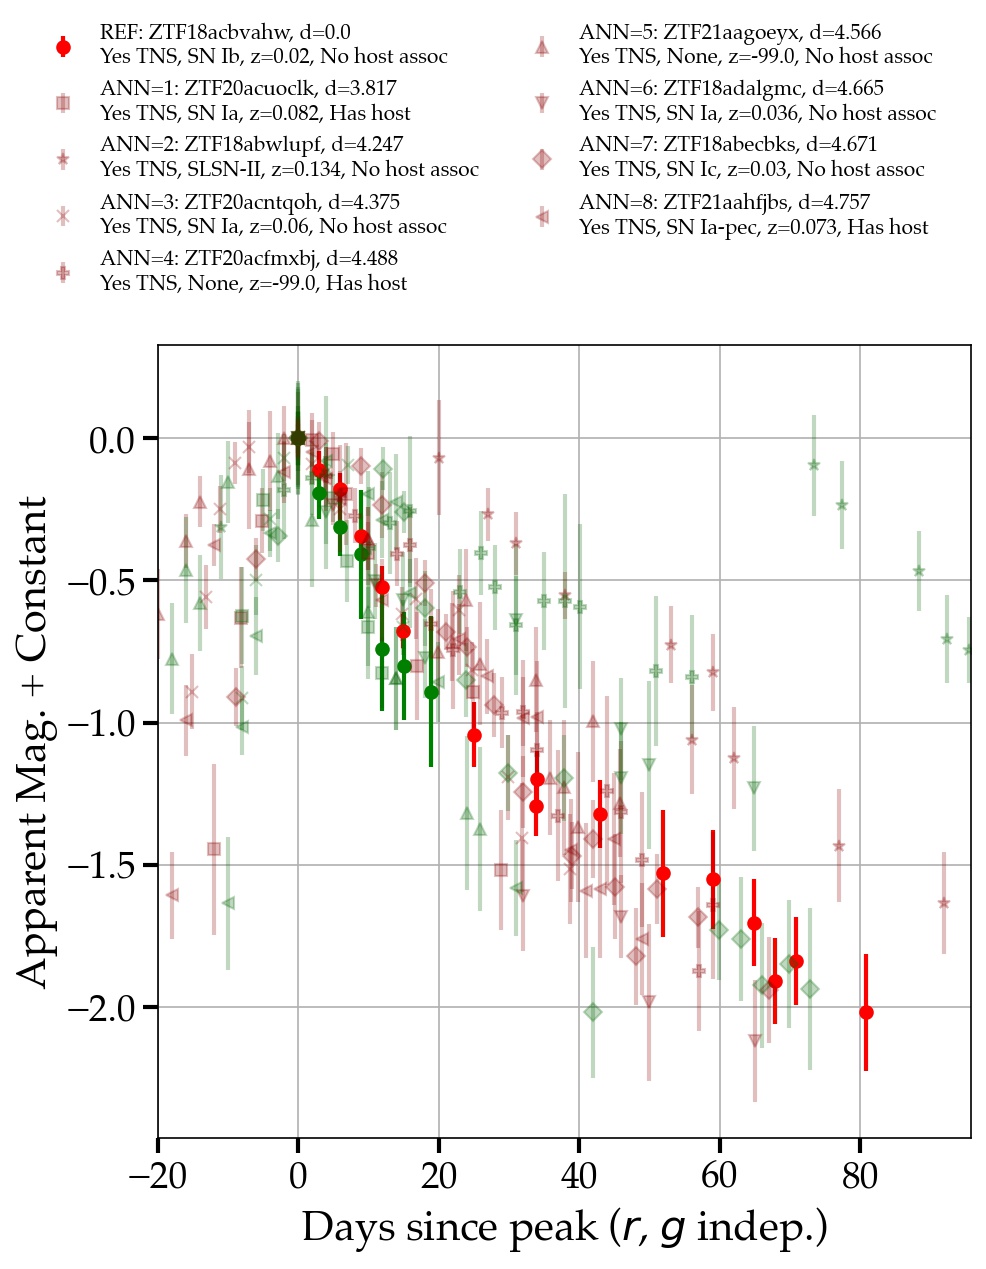 REF: ZTF18acbvahw, d=0.0
Yes TNS, SN Ib, z=0.02, No host assoc
ANN=1: ZTF20acuoclk, d=3.817
Yes TNS, SN Ia, z=0.082, Has host
ANN=2: ZTF18abwlupf, d=4.247
Yes TNS, SLSN-II, z=0.134, No host assoc
ANN=3: ZTF20acntqoh, d=4.375
Yes TNS, SN Ia, z=0.06, No host assoc
ANN=4: ZTF20acfmxbj, d=4.488
Yes TNS, None, z=-99.0, Has host
ANN=5: ZTF21aagoeyx, d=4.566
Yes TNS, None, z=-99.0, No host assoc
ANN=6: ZTF18adalgmc, d=4.665
Yes TNS, SN Ia, z=0.036, No host assoc
ANN=7: ZTF18abecbks, d=4.671
Yes TNS, SN Ic, z=0.03, No host assoc
ANN=8: ZTF21aahfjbs, d=4.757
Yes TNS, SN Ia-pec, z=0.073, Has host
Apparent Mag. + Constant
0.0
−0.5
−1.0
−1.5
−2.0
−20
0
20
40
60
80
Days since peak (r, g indep.)